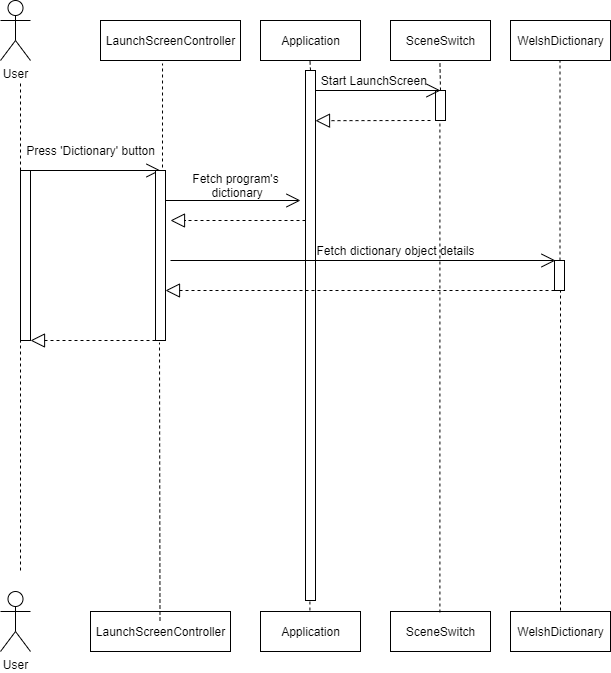 LaunchScreenController
Application
SceneSwitch
WelshDictionary
User
Start LaunchScreen
Press 'Dictionary' button
Fetch program's
dictionary
Fetch dictionary object details
LaunchScreenController
Application
SceneSwitch
WelshDictionary
User